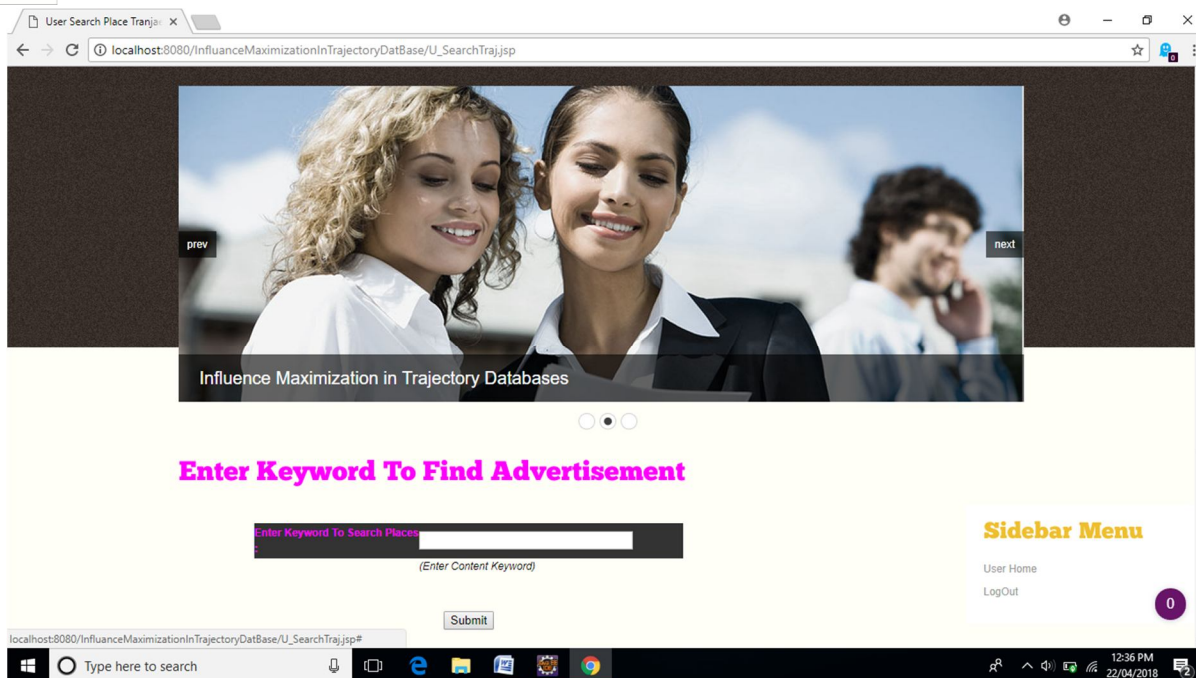 User Search Place Tranjac
localhost:8080/InfluanceMaximizationInTrajectoryDatBase/U_SearchTraj.jsp
0
prev
next
Influence Maximization in Trajectory Databases
Enter Keyword To Find Advertisement
Enter Keyword To Search Places
:
(Enter Content Keyword)
Submit
Sidebar Menu
User Home
LogOut
0
localhost:8080/InfluanceMaximizationInTrajectoryDatBase/U_SearchTraj.jsp#
Type here to search
12:36 PM
22/04/2018
2